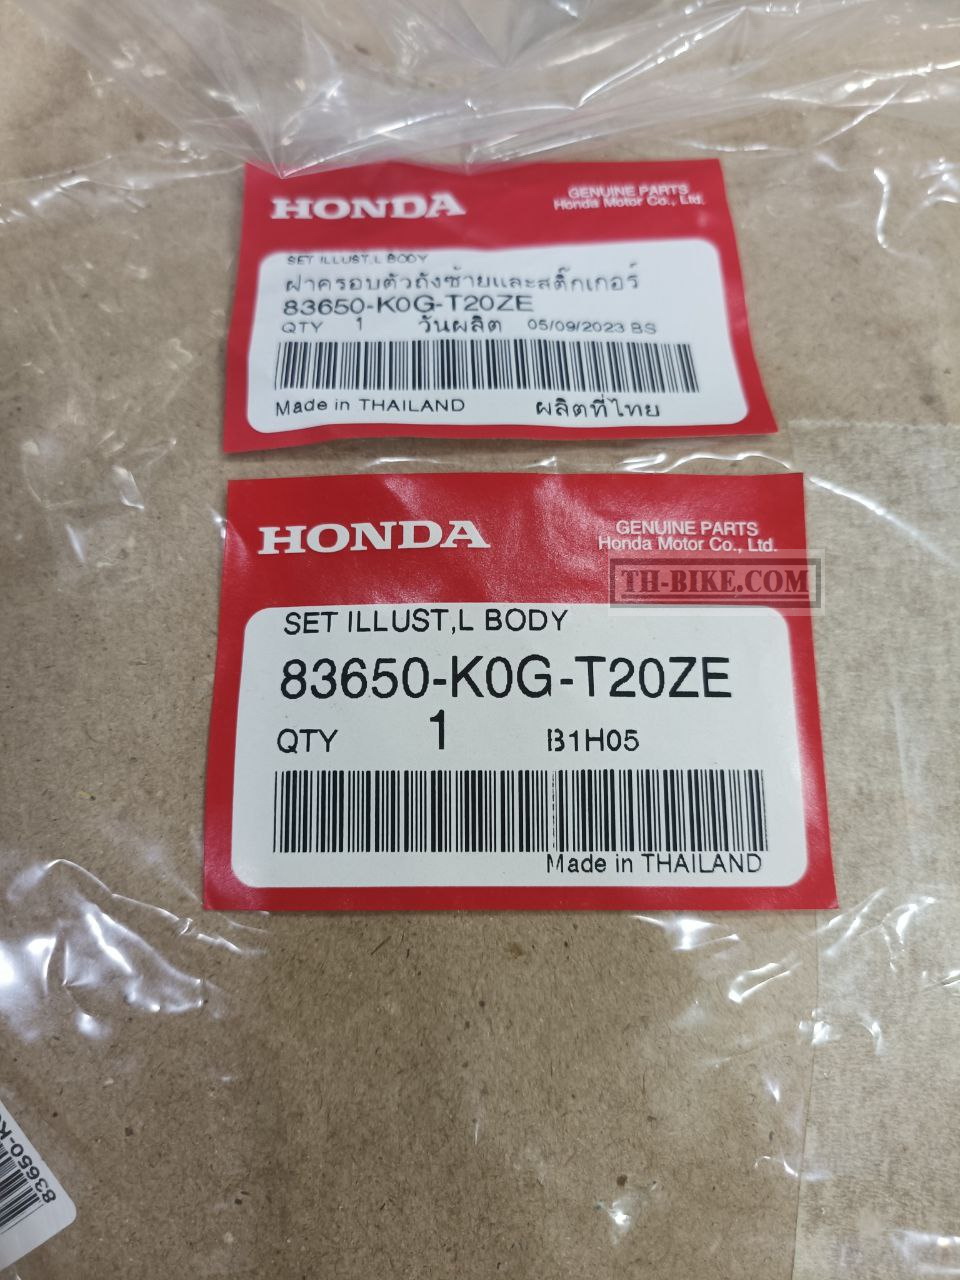 HONDA
GENUINE PARTS
Honda Motor Co., Ltd.
SET ILLUST,L BODY
ฝาครอบตัวถังซ้ายและสติ๊กเกอร์
83650-K0G-T20ZE
QTY 1 วันผลิต 05/09/2023 BS
Made in THAILAND ผลิตที่ไทย
HONDA
GENUINE PARTS
Honda Motor Co., Ltd.
TH-BIKE.COM
SET ILLUST,L BODY
83650-K0G-T20ZE
QTY 1 B1H05
Made in THAILAND
83650-K